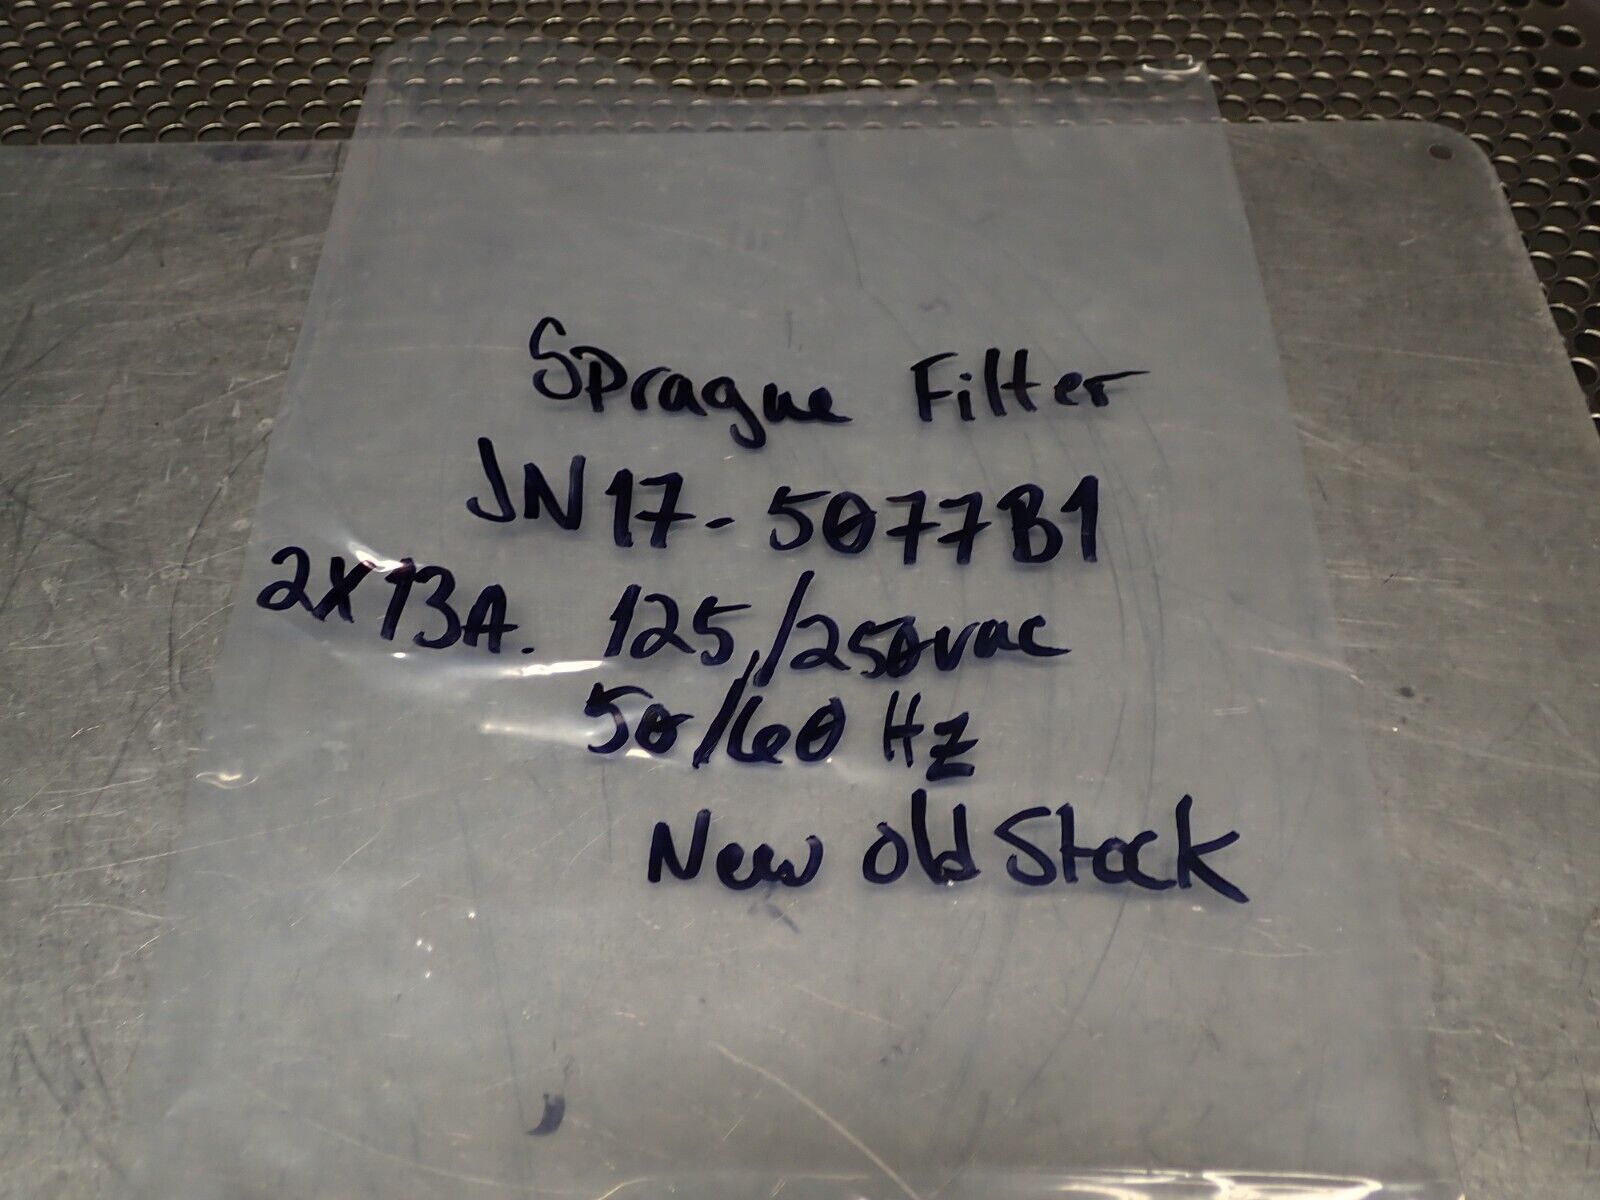 Sprague Filter
JN17-5077B1
2X13A. 125/250vac
50/60 Hz
New Old Stock